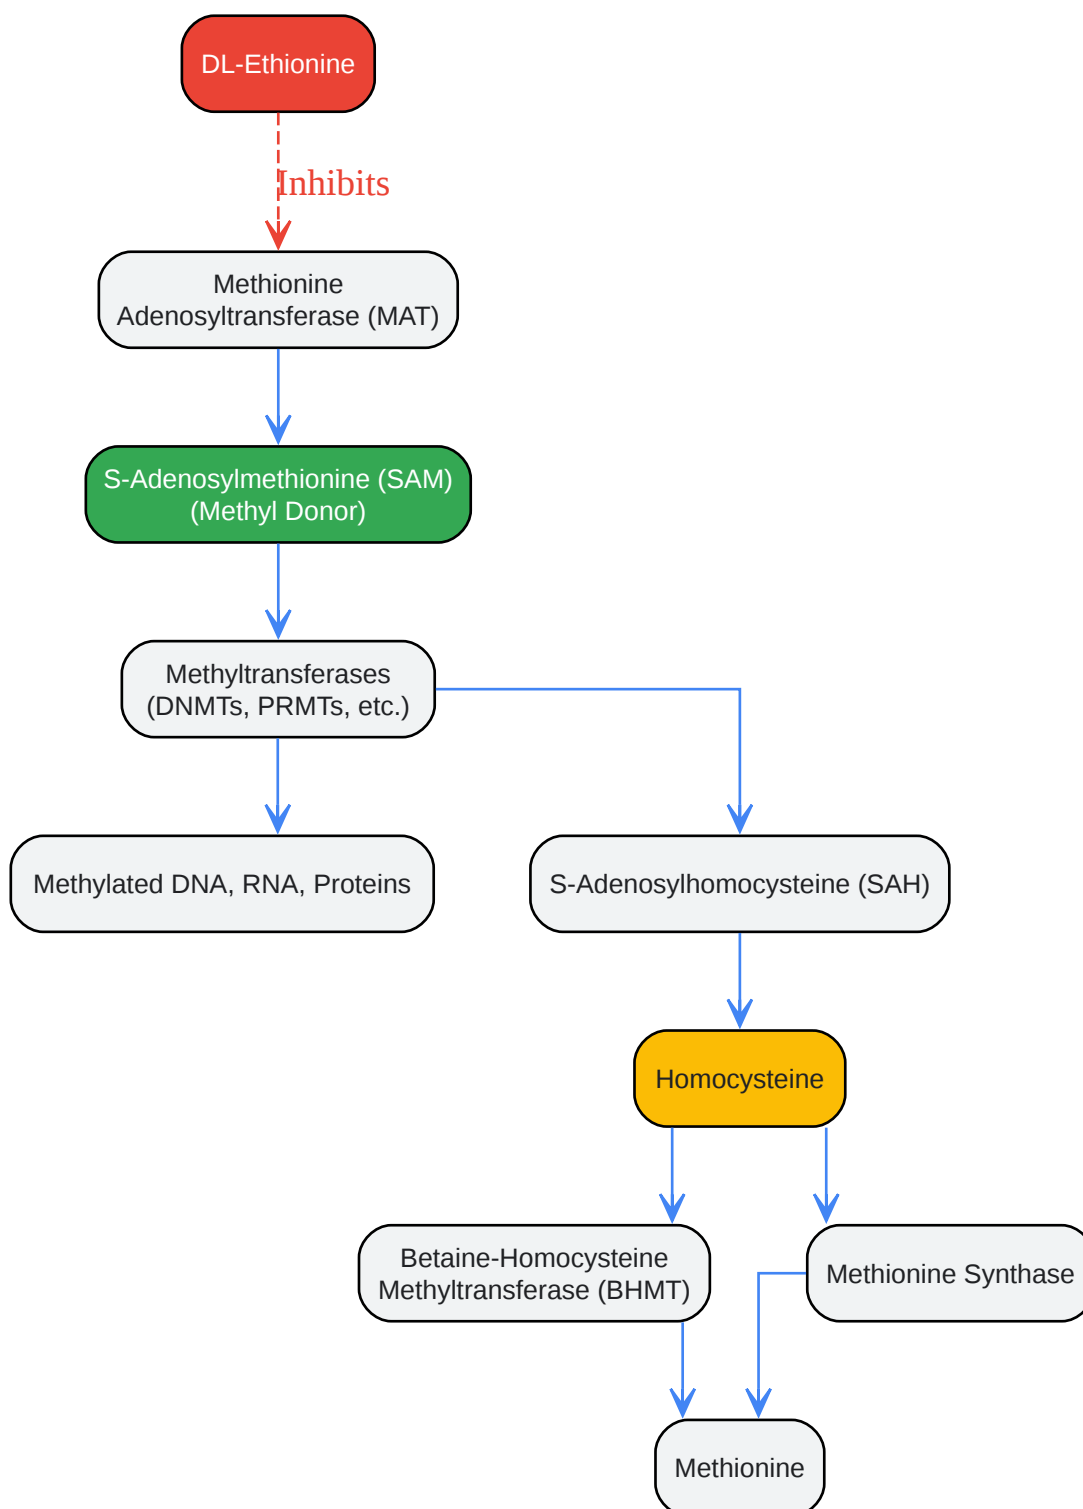 DL-Ethionine
Inhibits
Methionine
Adenosyltransferase (MAT)
S-Adenosylmethionine (SAM)
(Methyl Donor)
Methyltransferases
(DNMTs, PRMTs, etc.)
Methylated DNA, RNA, Proteins
S-Adenosylhomocysteine (SAH)
Homocysteine
Betaine-Homocysteine
Methyltransferase (BHMT)
Methionine Synthase
Methionine